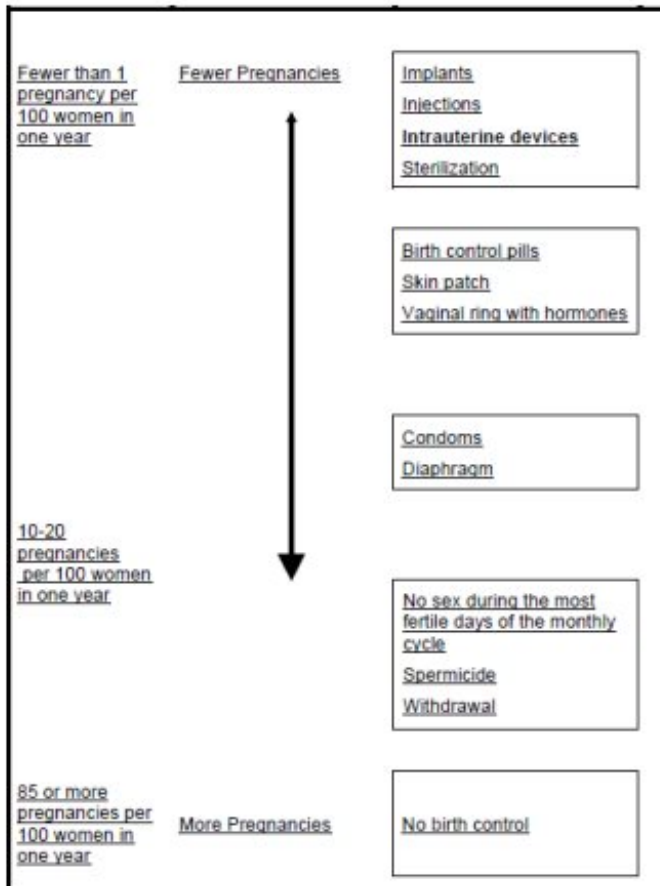 Fewer than 1
pregnancy per
100 women in
one year
Fewer Pregnancies
Implants
Injections
Intrauterine devices
Sterilization
Birth control pills
Skin patch
Vaginal ring with hormones
Condoms
Diaphragm
10-20
pregnancies
per 100 women
in one year
No sex during the most
fertile days of the monthly
cycle
Spermicide
Withdrawal
85 or more
pregnancies per
100 women in
one year
More Pregnancies
No birth control